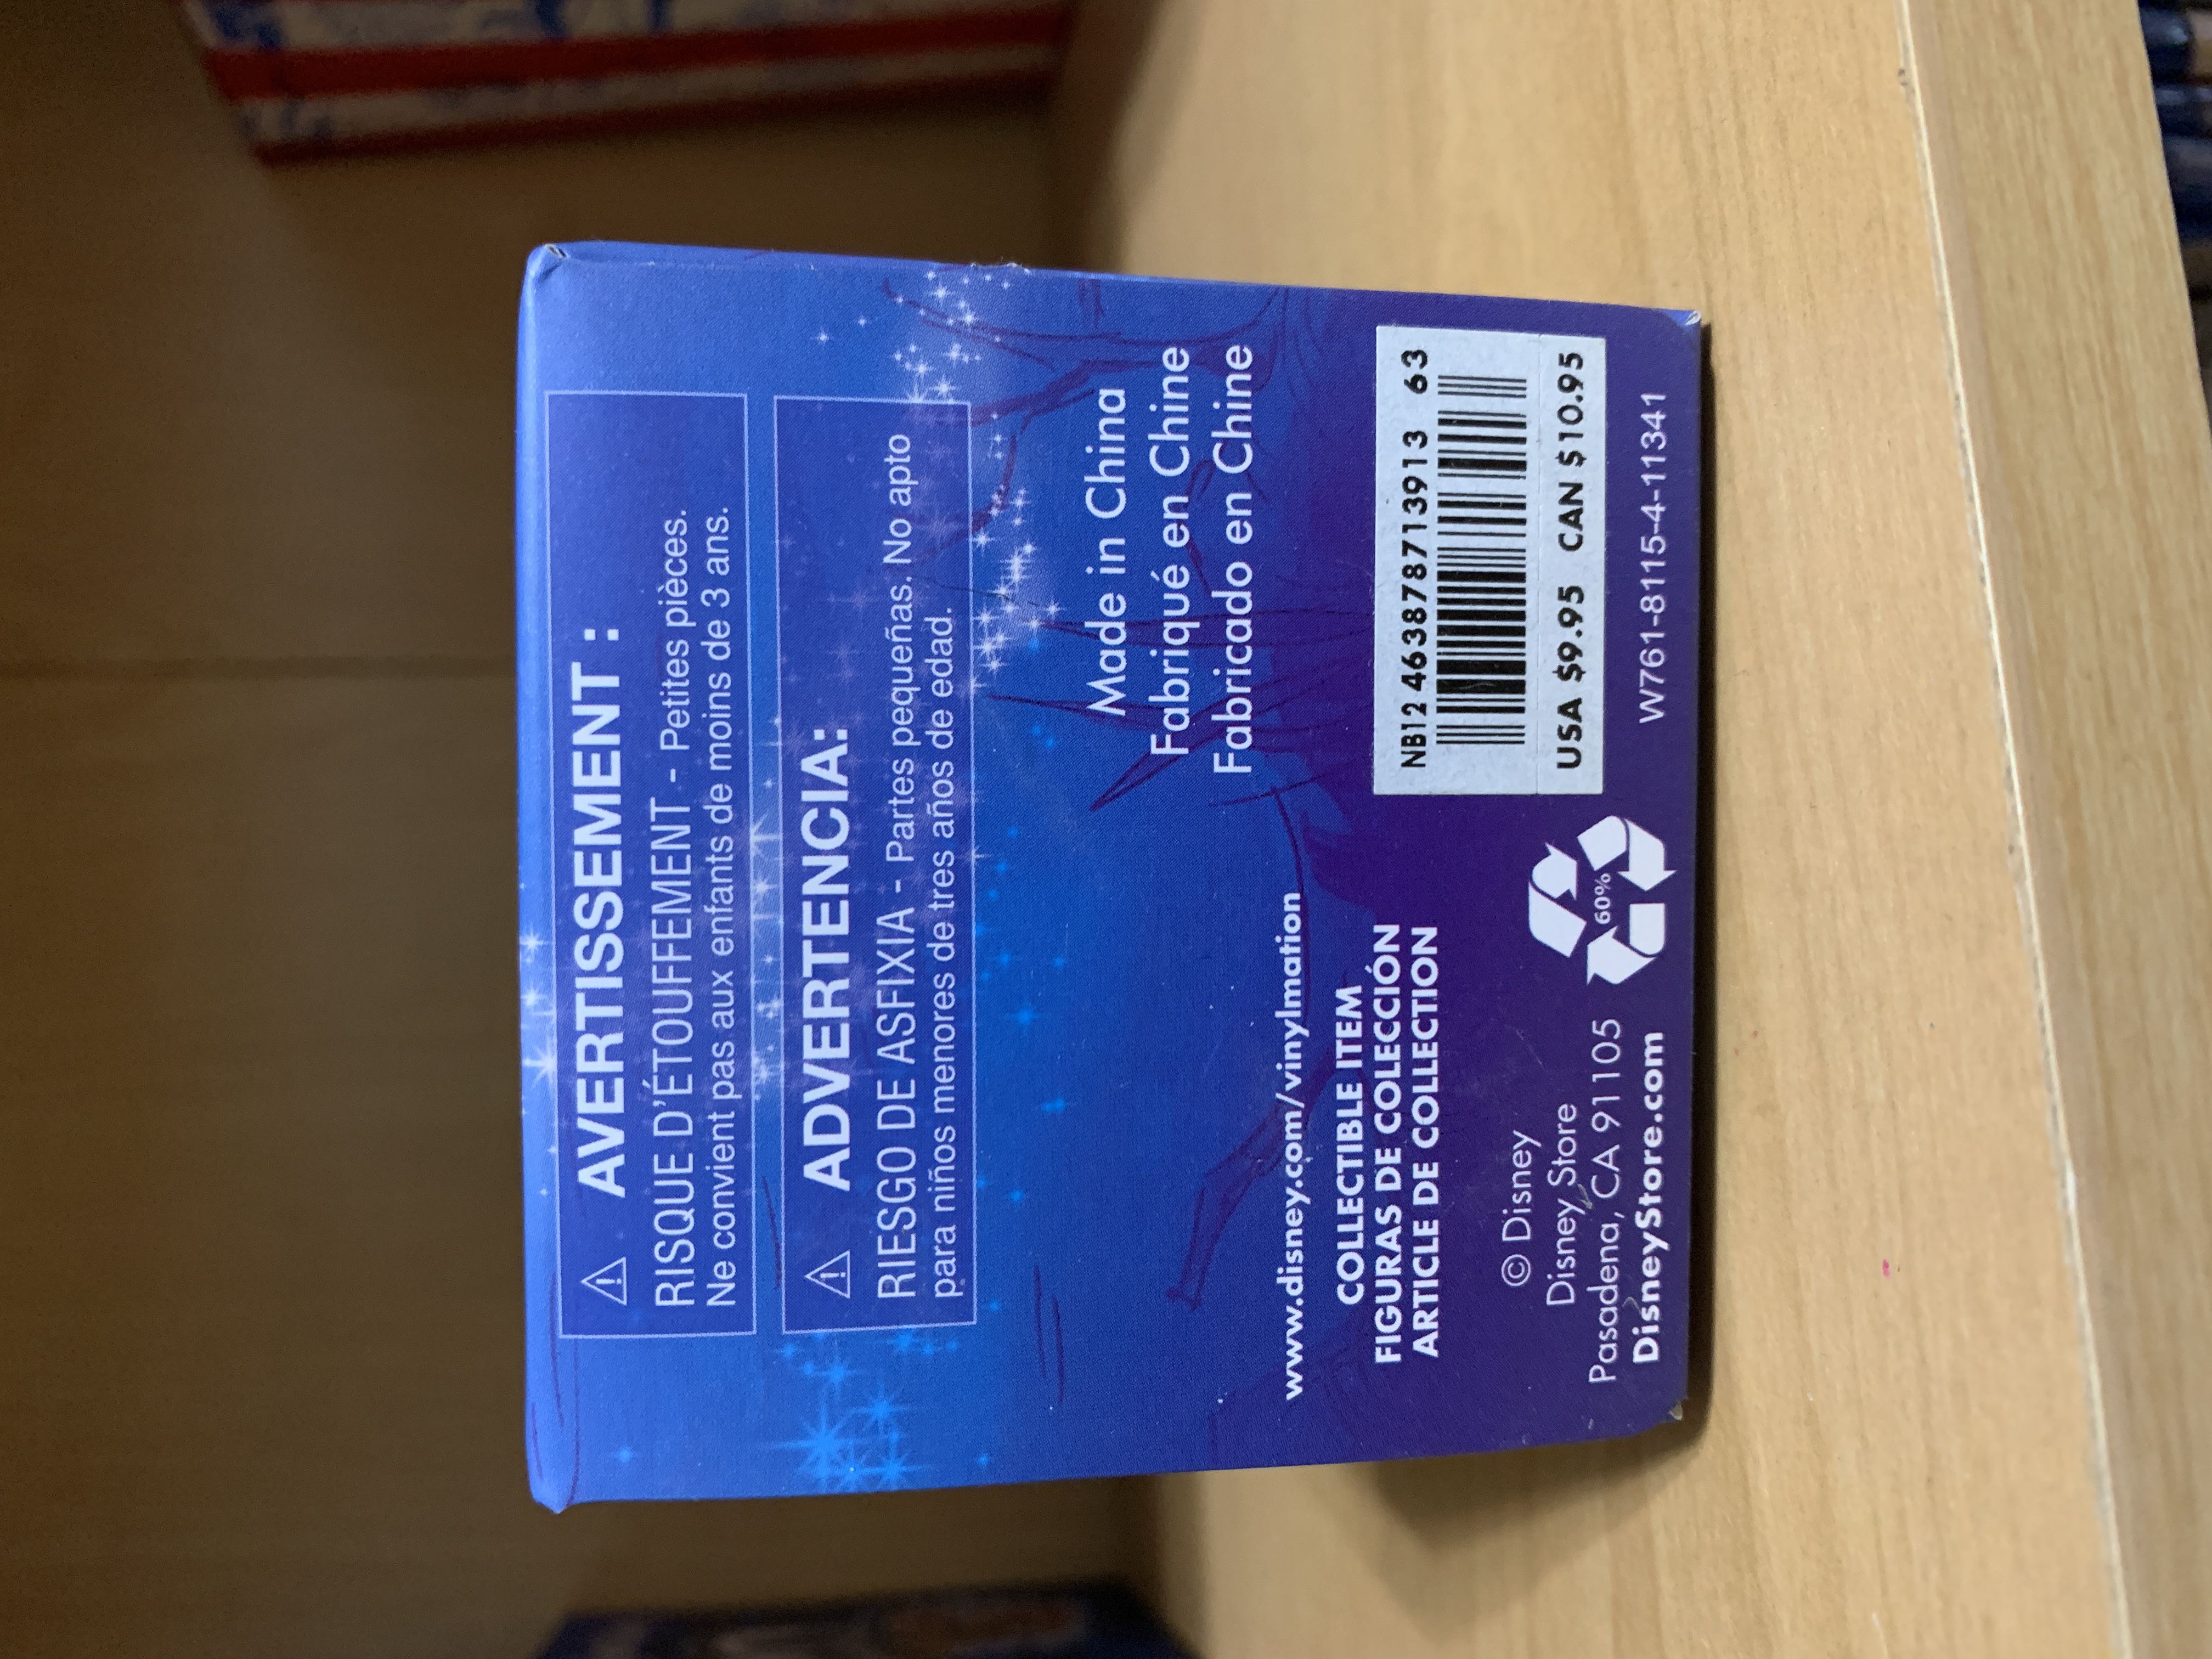 AVERTISSEMENT :
RISQUE D'ÉTOUFFEMENT - Petites pièces.
Ne convient pas aux enfants de moins de 3 ans.
ADVERTENCIA:
RIESGO DE ASFIXIA - Partes pequeñas. No apto
para niños menores de tres años de edad.
Made in China
Fabriqué en Chine
Fabricado en Chine
www.disney.com/vinylmation
COLLECTIBLE ITEM
FIGURAS DE COLECCIÓN
ARTICLE DE COLLECTION
© Disney
Disney Store
Pasadena, CA 91105
DisneyStore.com
60%
NB12 463878713913 63
USA $9.95 CAN $10.95
W761-8115-4-11341